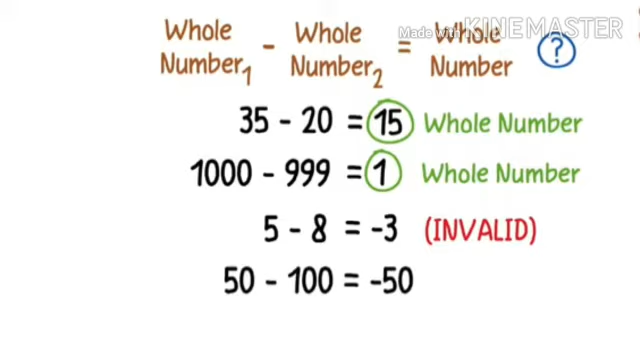 Made with KINEMASTER
Whole Number₁ - Whole Number₂ = Whole Number ?
35 - 20 = 15 Whole Number
1000 - 999 = 1 Whole Number
5 - 8 = -3 (INVALID)
50 - 100 = -50